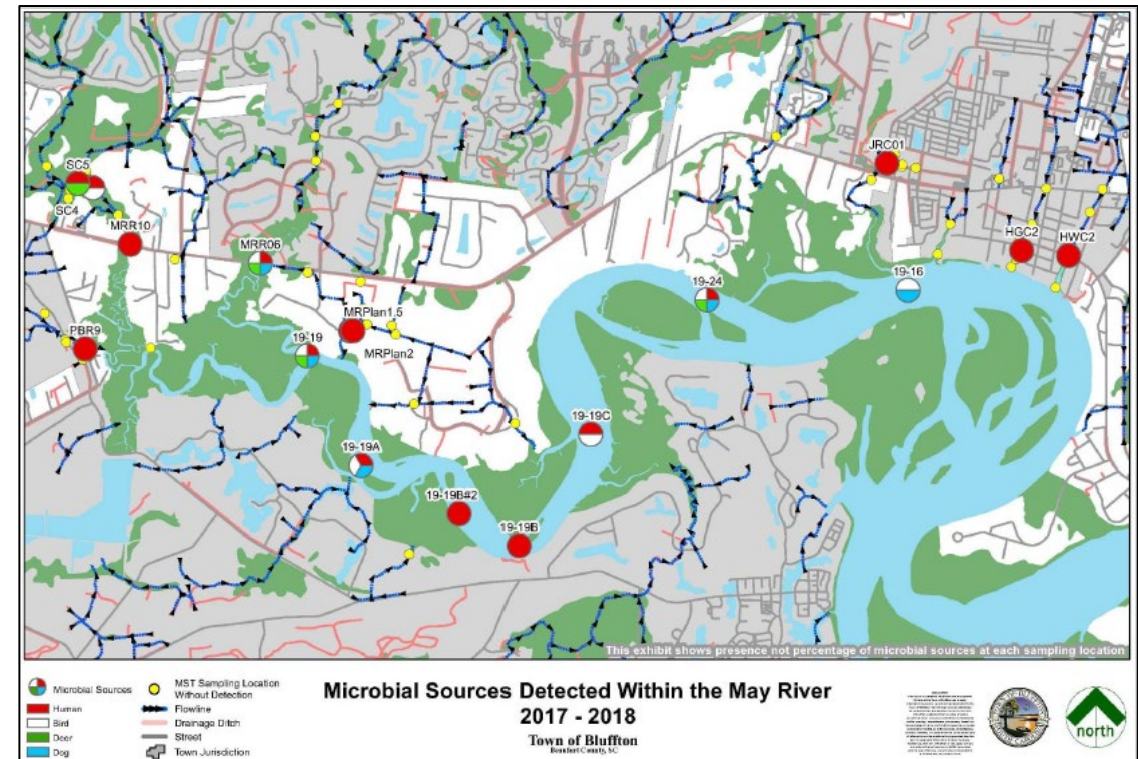 JRC01
SC5
SC4
MRR10
HGC2
HWC2
MRR06
19-24
19-16
MRPlan1.5
PBR9
19-19
MRPlan2
19-19C
19-19A
19-19B#2
19-19B
This exhibit shows presence not percentage of microbial sources at each sampling location
Microbial Sources
Human
Bird
Deer
Dog
MST Sampling Location
Without Detection
Flowline
Drainage Ditch
Street
Town Jurisdiction
Microbial Sources Detected Within the May River
2017 - 2018
Town of Bluffton
Beaufort County, SC
north